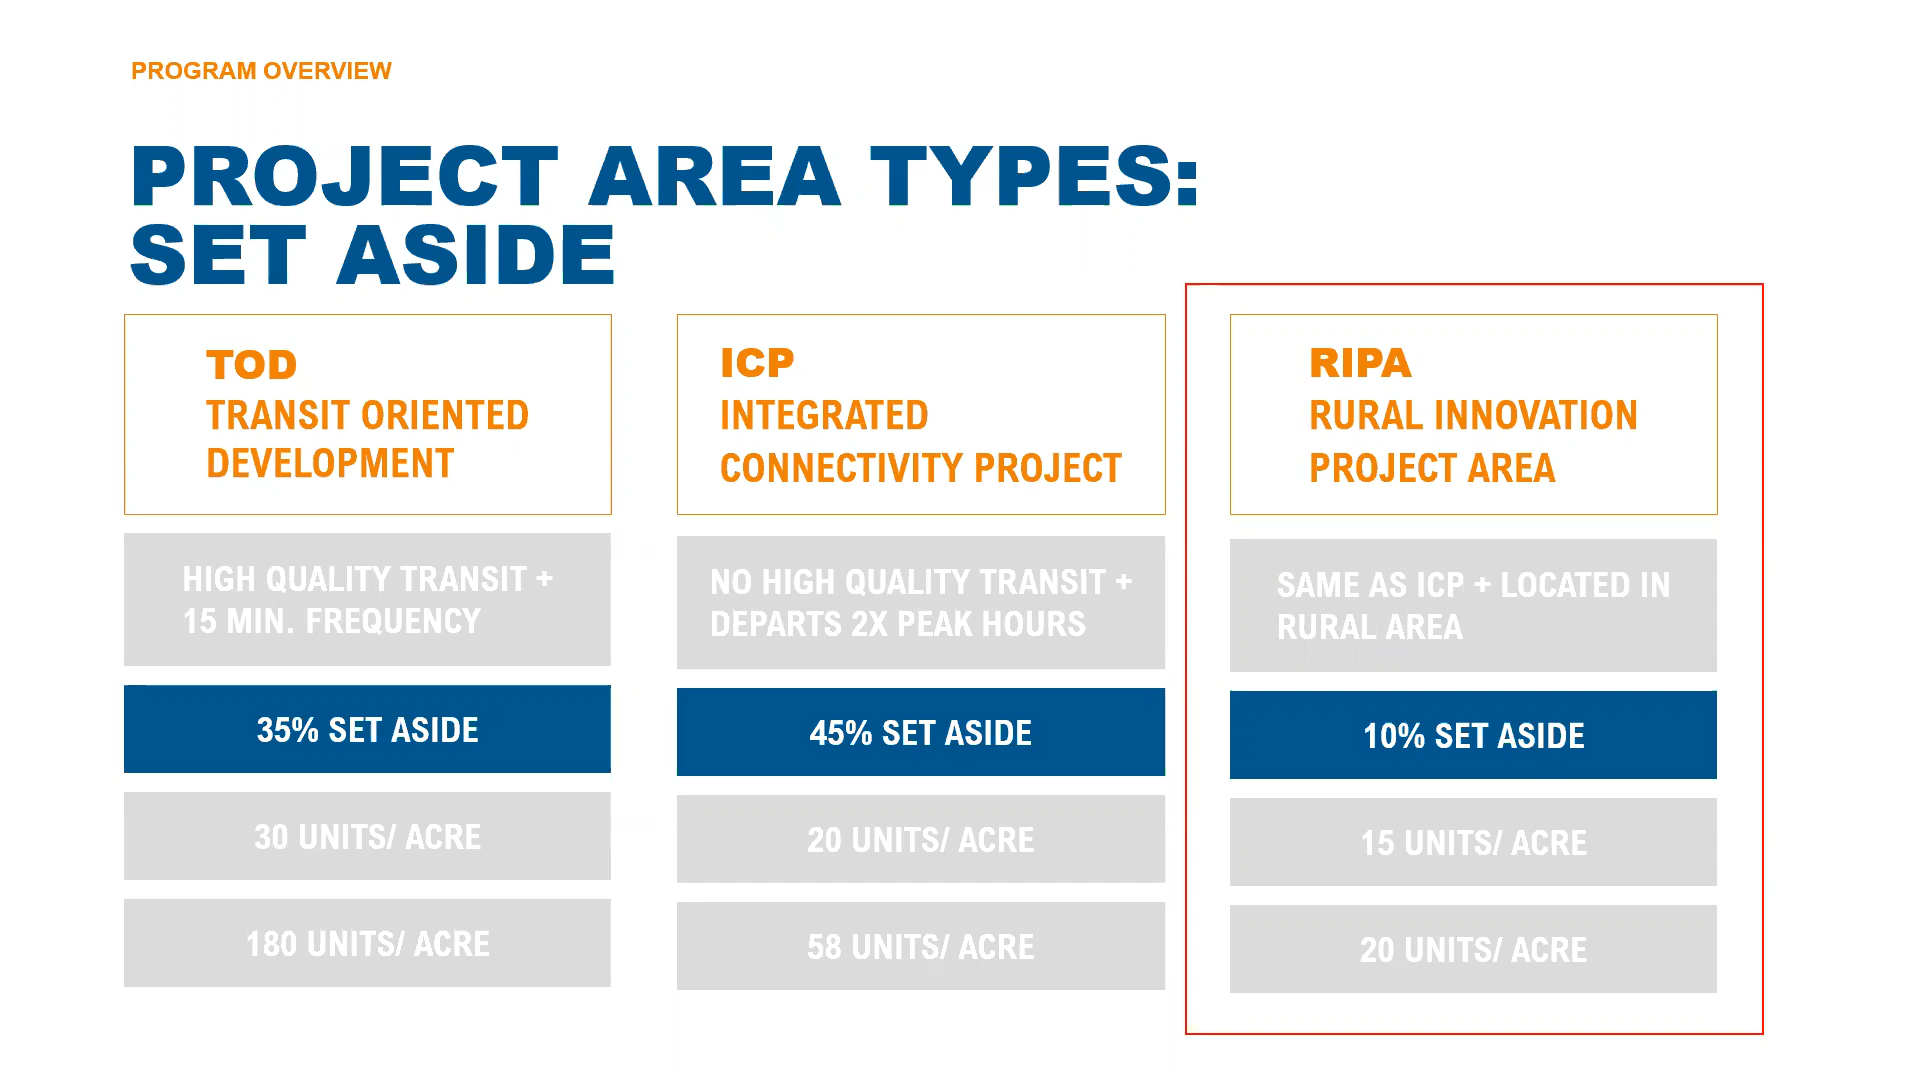 PROGRAM OVERVIEW
PROJECT AREA TYPES:
SET ASIDE
TOD
TRANSIT ORIENTED
DEVELOPMENT
HIGH QUALITY TRANSIT +
15 MIN. FREQUENCY
35% SET ASIDE
30 UNITS/ ACRE
180 UNITS/ ACRE
ICP
INTEGRATED
CONNECTIVITY PROJECT
NO HIGH QUALITY TRANSIT +
DEPARTS 2X PEAK HOURS
45% SET ASIDE
20 UNITS/ ACRE
58 UNITS/ ACRE
RIPA
RURAL INNOVATION
PROJECT AREA
SAME AS ICP + LOCATED IN
RURAL AREA
10% SET ASIDE
15 UNITS/ ACRE
20 UNITS/ ACRE